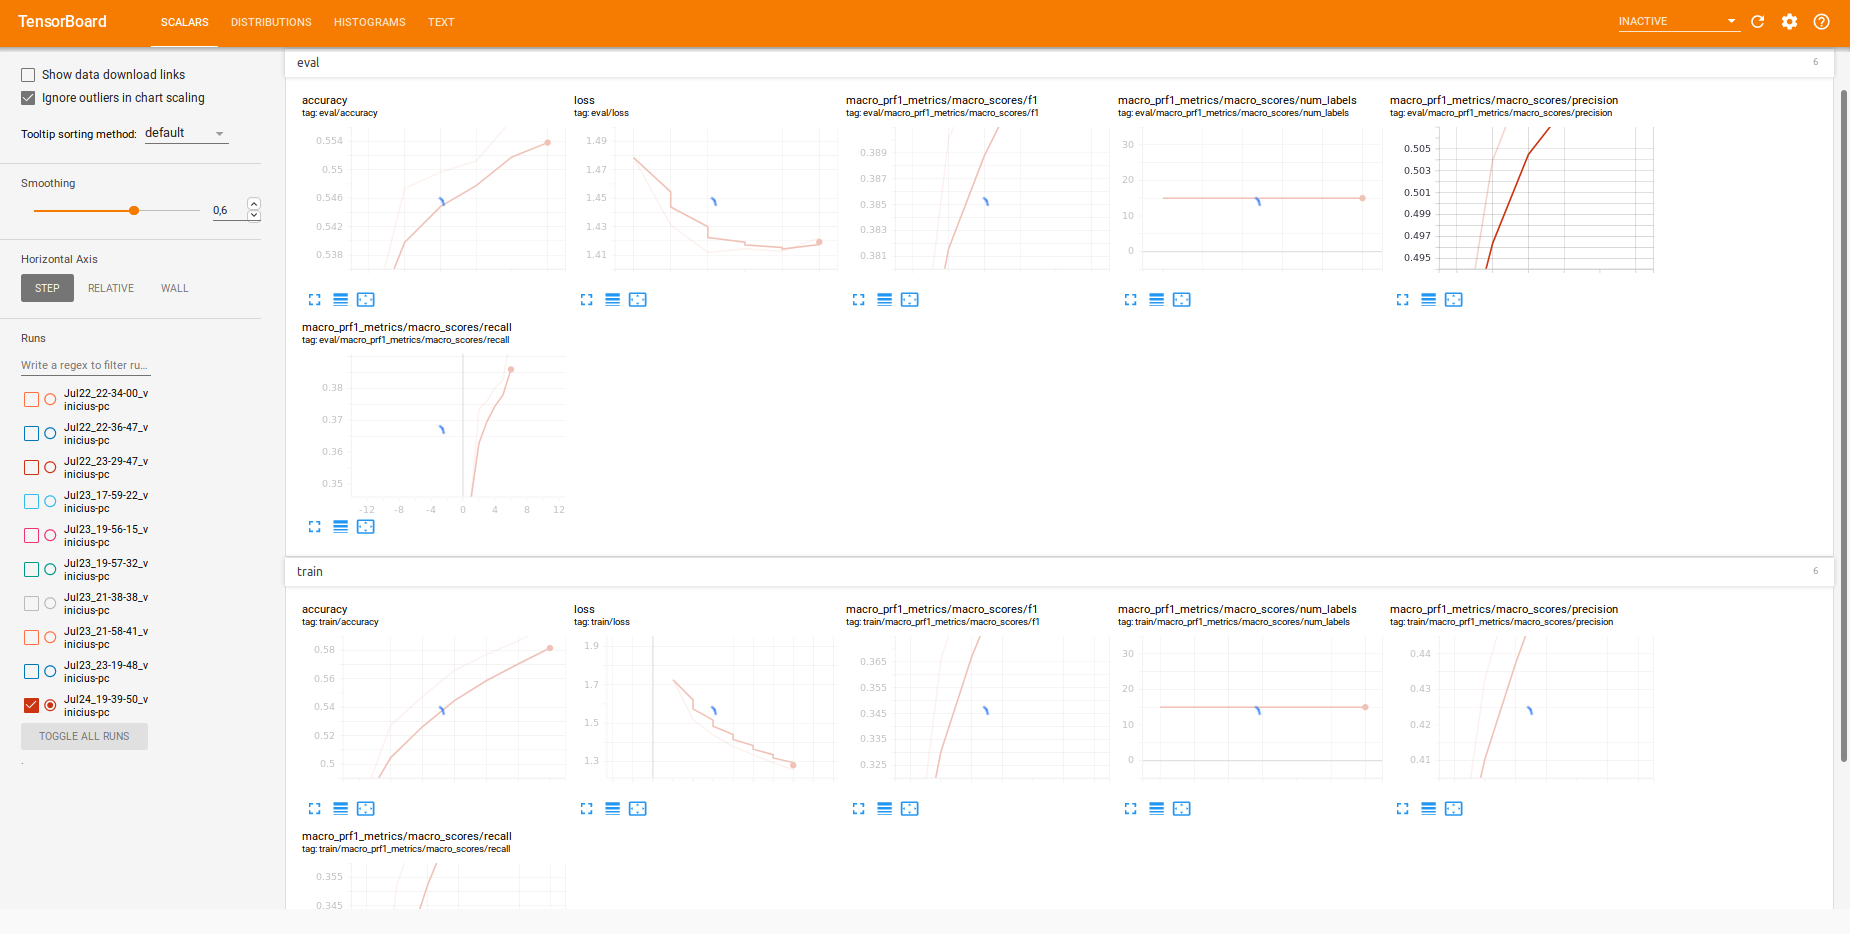 TensorBoard
SCALARS DISTRIBUTIONS HISTOGRAMS TEXT
INACTIVE
Show data download links
Ignore outliers in chart scaling
Tooltip sorting method: default
Smoothing
0,6
Horizontal Axis
STEP RELATIVE WALL
Runs
Write a regex to filter ru...
Jul22_22-34-00_v
inicius-pc
Jul22_22-36-47_v
inicius-pc
Jul22_23-29-47_v
inicius-pc
Jul23_17-59-22_v
inicius-pc
Jul23_19-56-15_v
inicius-pc
Jul23_19-57-32_v
inicius-pc
Jul23_21-38-38_v
inicius-pc
Jul23_21-58-41_v
inicius-pc
Jul23_23-19-48_v
inicius-pc
Jul24_19-39-50_v
inicius-pc
TOGGLE ALL RUNS
.
eval 6
accuracy
tag: eval/accuracy
0.554
0.55
0.546
0.542
0.538
loss
tag: eval/loss
1.49
1.47
1.45
1.43
1.41
macro_prf1_metrics/macro_scores/f1
tag: eval/macro_prf1_metrics/macro_scores/f1
0.389
0.387
0.385
0.383
0.381
macro_prf1_metrics/macro_scores/num_labels
tag: eval/macro_prf1_metrics/macro_scores/num_labels
30
20
10
0
macro_prf1_metrics/macro_scores/precision
tag: eval/macro_prf1_metrics/macro_scores/precision
0.505
0.503
0.501
0.499
0.497
0.495
macro_prf1_metrics/macro_scores/recall
tag: eval/macro_prf1_metrics/macro_scores/recall
0.38
0.37
0.36
0.35
-12 -8 -4 0 4 8 12
train 6
accuracy
tag: train/accuracy
0.58
0.56
0.54
0.52
0.5
loss
tag: train/loss
1.9
1.7
1.5
1.3
macro_prf1_metrics/macro_scores/f1
tag: train/macro_prf1_metrics/macro_scores/f1
0.365
0.355
0.345
0.335
0.325
macro_prf1_metrics/macro_scores/num_labels
tag: train/macro_prf1_metrics/macro_scores/num_labels
30
20
10
0
macro_prf1_metrics/macro_scores/precision
tag: train/macro_prf1_metrics/macro_scores/precision
0.44
0.43
0.42
0.41
macro_prf1_metrics/macro_scores/recall
tag: train/macro_prf1_metrics/macro_scores/recall
0.355
0.345